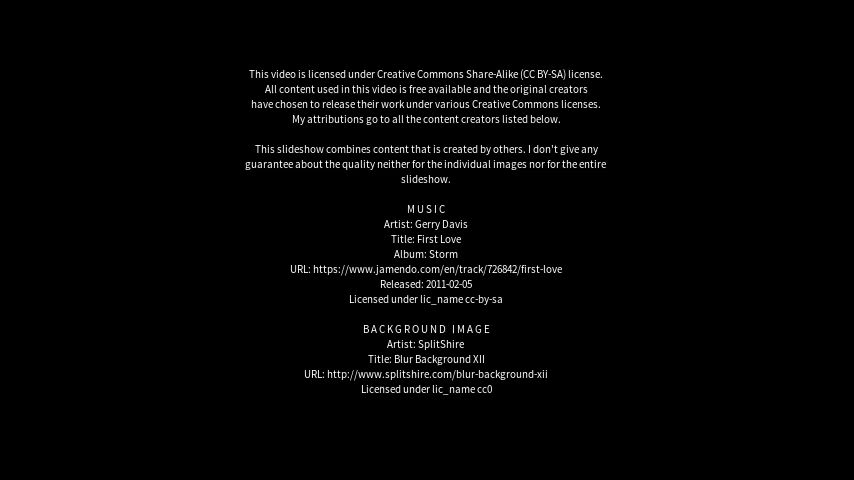 This video is licensed under Creative Commons Share-Alike (CC BY-SA) license.
All content used in this video is free available and the original creators
have chosen to release their work under various Creative Commons licenses.
My attributions go to all the content creators listed below.
This slideshow combines content that is created by others. I don't give any
guarantee about the quality neither for the individual images nor for the entire
slideshow.
MUSIC
Artist: Gerry Davis
Title: First Love
Album: Storm
URL: https://www.jamendo.com/en/track/726842/first-love
Released: 2011-02-05
Licensed under lic_name cc-by-sa
BACKGROUND IMAGE
Artist: SplitShire
Title: Blur Background XII
URL: http://www.splitshire.com/blur-background-xii
Licensed under lic_name cc0